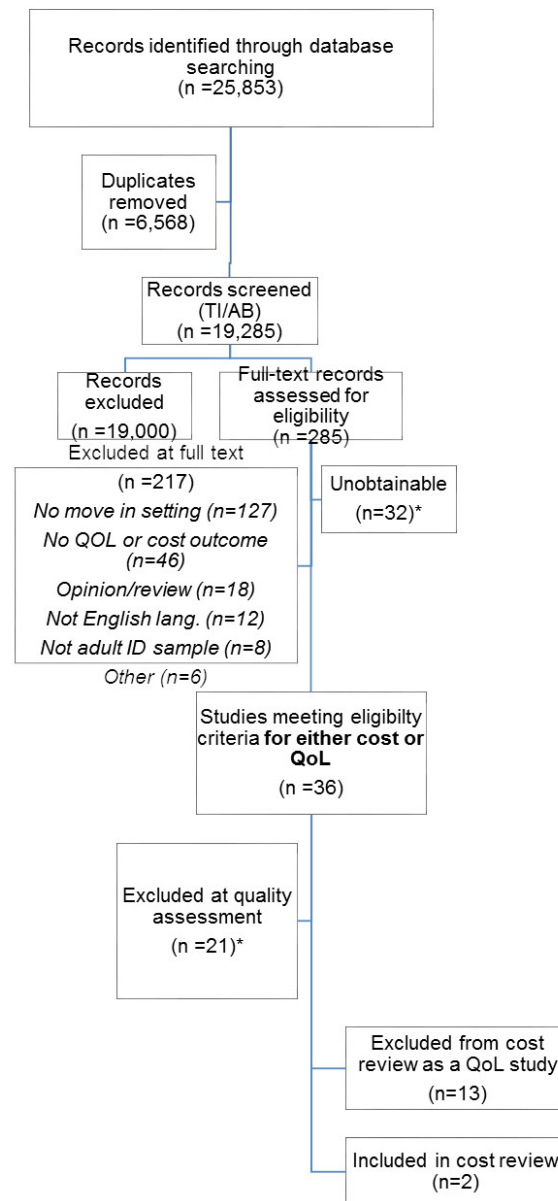 Records identified through database
searching
(n =25,853)
Duplicates
removed
(n =6,568)
Records screened
(TI/AB)
(n =19,285)
Records
excluded
(n =19,000)
Full-text records
assessed for
eligibility
(n =285)
Excluded at full text
(n =217)
No move in setting (n=127)
No QOL or cost outcome
(n=46)
Opinion/review (n=18)
Not English lang. (n=12)
Not adult ID sample (n=8)
Other (n=6)
Unobtainable
(n=32)*
Studies meeting eligibilty
criteria for either cost or
QoL
(n =36)
Excluded at quality
assessment
(n =21)*
Excluded from cost
review as a QoL study
(n=13)
Included in cost review
(n=2)